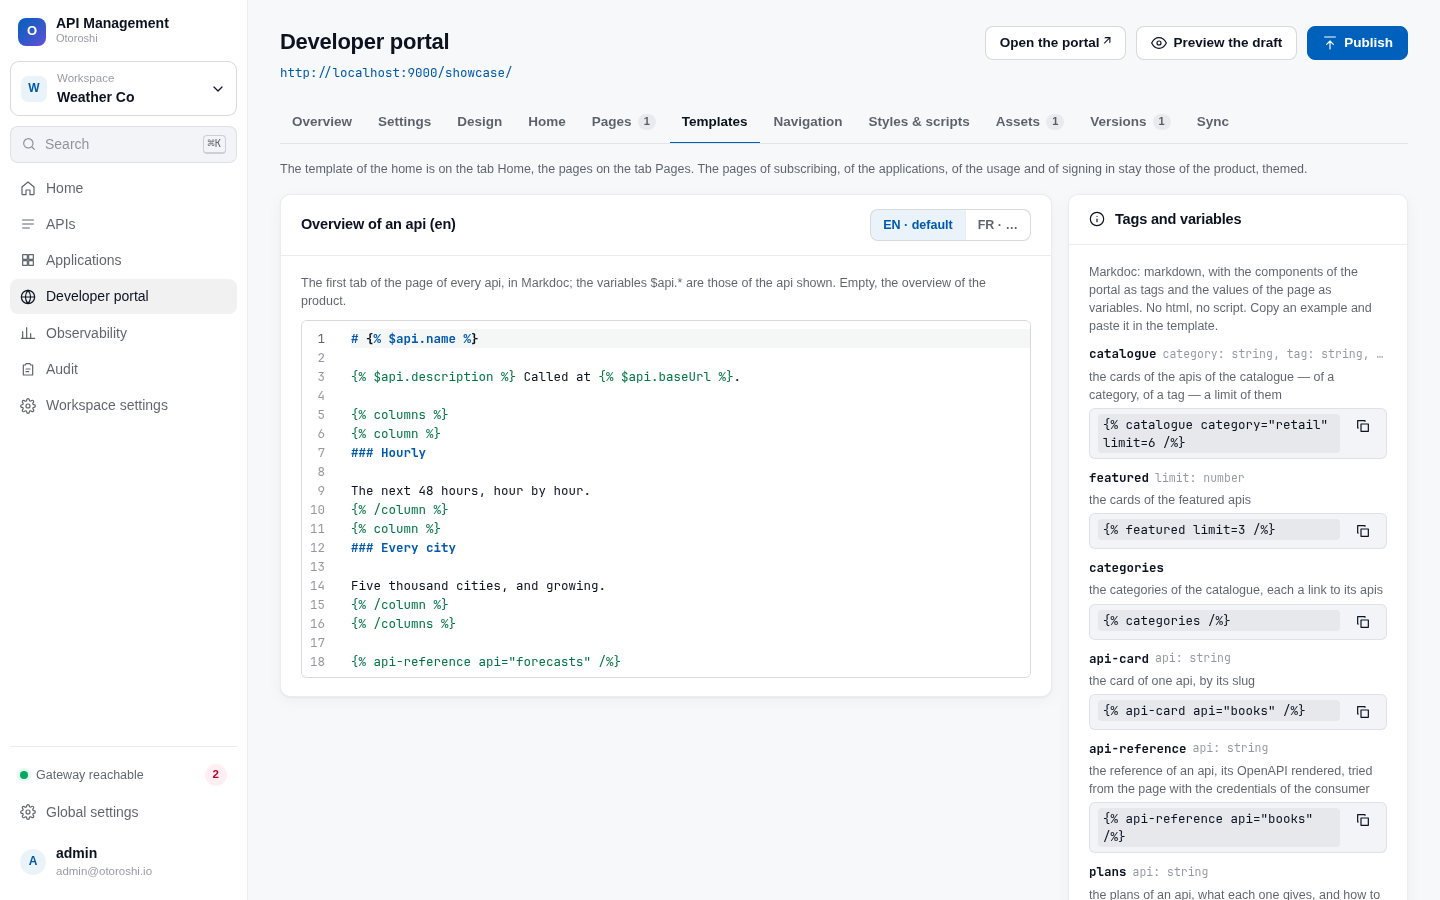 O
API Management
Otoroshi
W
Workspace
Weather Co
Search
⌘K
Home
APIs
Applications
Developer portal
Observability
Audit
Workspace settings
Gateway reachable
2
Global settings
A
admin
admin@otoroshi.io
Developer portal
http://localhost:9000/showcase/
Open the portal
Preview the draft
Publish
Overview
Settings
Design
Home
Pages 1
Templates
Navigation
Styles & scripts
Assets 1
Versions 1
Sync
The template of the home is on the tab Home, the pages on the tab Pages. The pages of subscribing, of the applications, of the usage and of signing in stay those of the product, themed.
Overview of an api (en)
EN · default
FR · …
The first tab of the page of every api, in Markdoc; the variables $api.* are those of the api shown. Empty, the overview of the
product.
1 # {% $api.name %}
2
3 {% $api.description %} Called at {% $api.baseUrl %}.
4
5 {% columns %}
6 {% column %}
7 ### Hourly
8
9 The next 48 hours, hour by hour.
10 {% /column %}
11 {% column %}
12 ### Every city
13
14 Five thousand cities, and growing.
15 {% /column %}
16 {% /columns %}
17
18 {% api-reference api="forecasts" /%}
Tags and variables
Markdoc: markdown, with the components of the
portal as tags and the values of the page as
variables. No html, no script. Copy an example and
paste it in the template.
catalogue category: string, tag: string, …
the cards of the apis of the catalogue — of a
category, of a tag — a limit of them
{% catalogue category="retail"
limit=6 /%}
featured limit: number
the cards of the featured apis
{% featured limit=3 /%}
categories
the categories of the catalogue, each a link to its apis
{% categories /%}
api-card api: string
the card of one api, by its slug
{% api-card api="books" /%}
api-reference api: string
the reference of an api, its OpenAPI rendered, tried
from the page with the credentials of the consumer
{% api-reference api="books"
/%}
plans api: string
the plans of an api, what each one gives, and how to